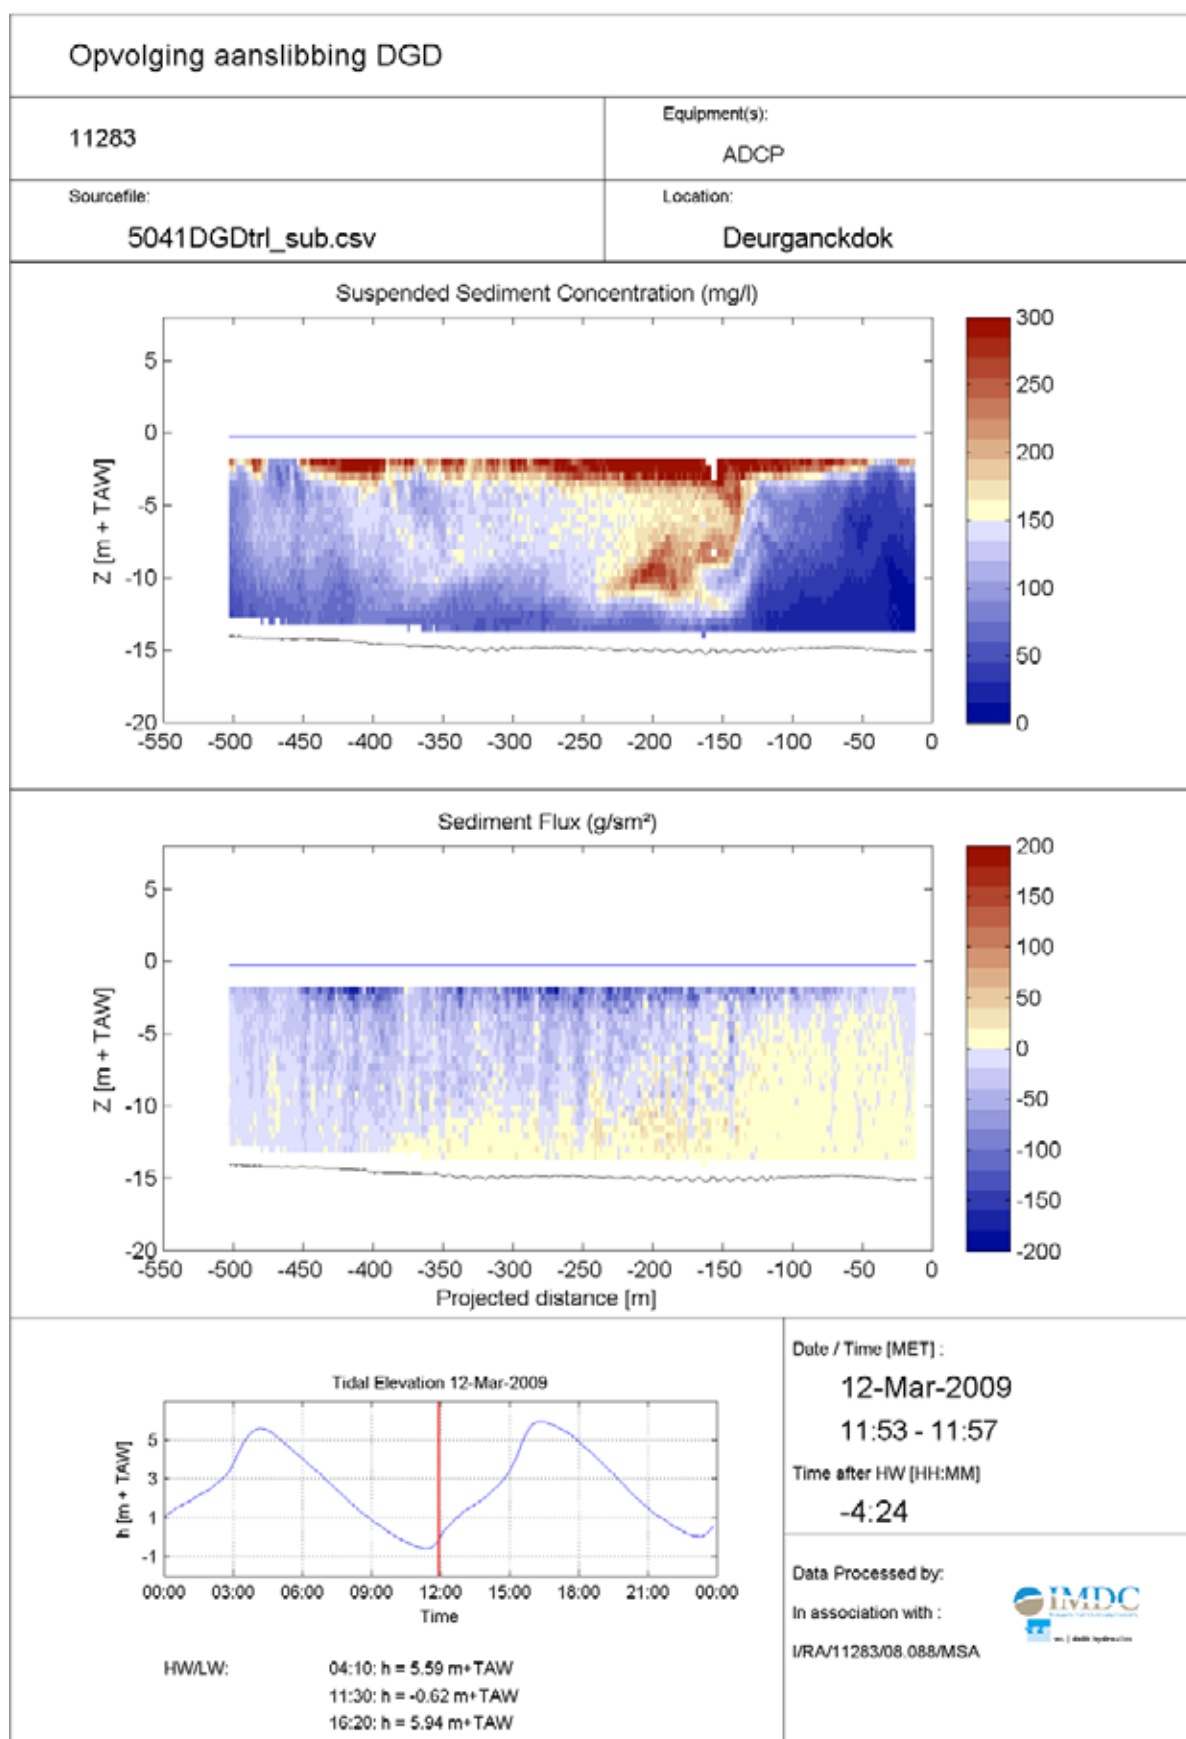 Opvolging aanslibbing DGD
11283
Equipment(s):
ADCP
Sourcefile:
5041DGDtrl_sub.csv
Location:
Deurganckdok
Suspended Sediment Concentration (mg/l)
5
0
-5
-10
-15
-20
Z [m + TAW]
-550 -500 -450 -400 -350 -300 -250 -200 -150 -100 -50 0
300
250
200
150
100
50
0
Sediment Flux (g/sm²)
5
0
-5
-10
-15
-20
Z [m + TAW]
-550 -500 -450 -400 -350 -300 -250 -200 -150 -100 -50 0
Projected distance [m]
200
150
100
50
0
-50
-100
-150
-200
Tidal Elevation 12-Mar-2009
5
3
1
-1
h [m + TAW]
00:00 03:00 06:00 09:00 12:00 15:00 18:00 21:00 00:00
Time
HW/LW:
04:10: h = 5.59 m+TAW
11:30: h = -0.62 m+TAW
16:20: h = 5.94 m+TAW
Date / Time [MET] :
12-Mar-2009
11:53 - 11:57
Time after HW [HH:MM]
-4:24
Data Processed by:
In association with :
I/RA/11283/08.088/MSA
IMDC
wl | delft hydraulics